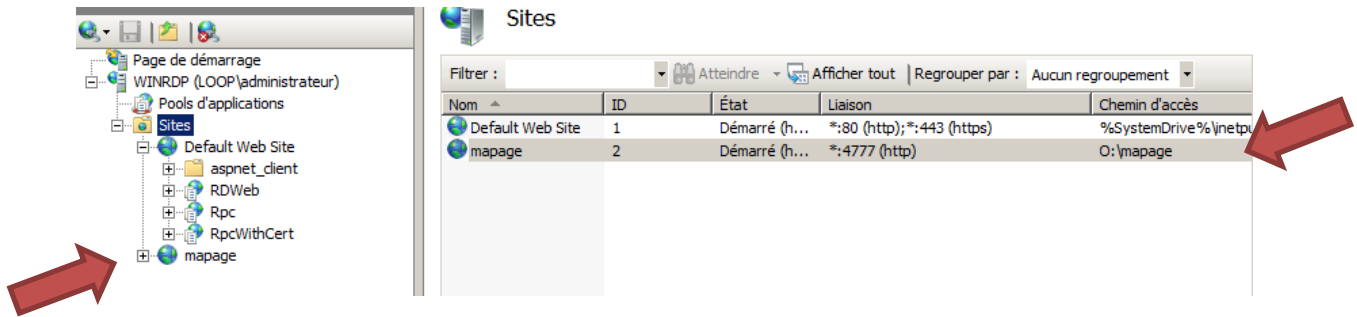 Page de démarrage
WINRDP (LOOP\administrateur)
Pools d'applications
Sites
Default Web Site
aspnet_client
RDWeb
Rpc
RpcWithCert
mapage
Sites
Filtrer : Atteindre Afficher tout Regrouper par : Aucun regroupement
Nom ID État Liaison Chemin d'accès
Default Web Site 1 Démarré (h... *:80 (http);*:443 (https) %SystemDrive%\inetpu
mapage 2 Démarré (h... *:4777 (http) O:\mapage